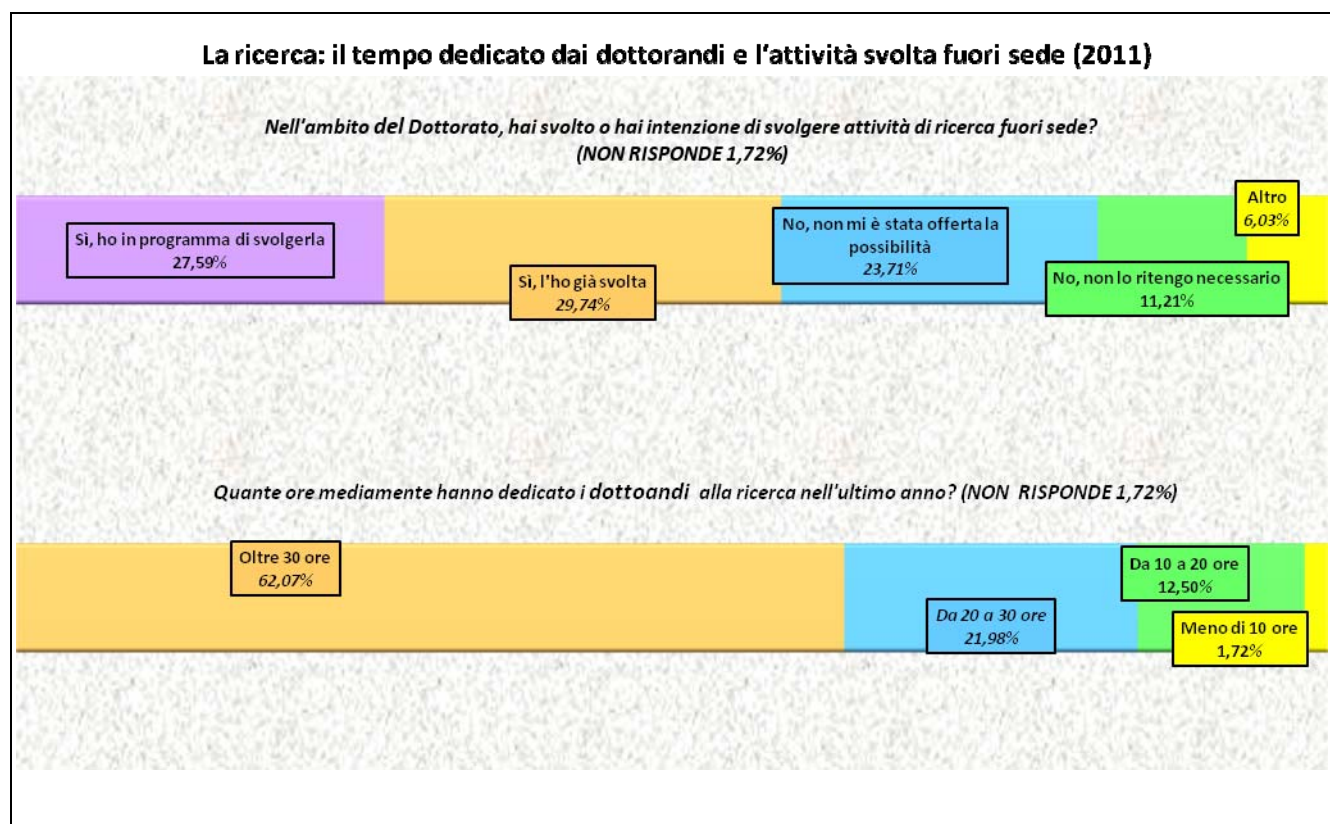 La ricerca: il tempo dedicato dai dottorandi e l'attività svolta fuori sede (2011)
Nell'ambito del Dottorato, hai svolto o hai intenzione di svolgere attività di ricerca fuori sede?
(NON RISPONDE 1,72%)
Sì, ho in programma di svolgerla
27,59%
Sì, l'ho già svolta
29,74%
No, non mi è stata offerta la
possibilità
23,71%
No, non lo ritengo necessario
11,21%
Altro
6,03%
Quante ore mediamente hanno dedicato i dottoandi alla ricerca nell'ultimo anno? (NON RISPONDE 1,72%)
Oltre 30 ore
62,07%
Da 20 a 30 ore
21,98%
Da 10 a 20 ore
12,50%
Meno di 10 ore
1,72%